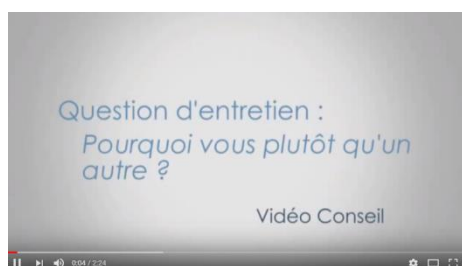 Question d'entretien :
Pourquoi vous plutôt qu'un
autre ?
Vidéo Conseil
0:04 / 2:24